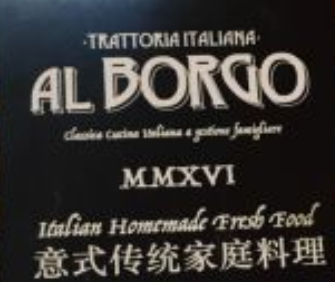 ·TRATTORIA ITALIANA·
AL BORGO
Classica Cucina Italiana a gestione famigliare
MMXVI
Italian Homemade Fresh Food
意式传统家庭料理